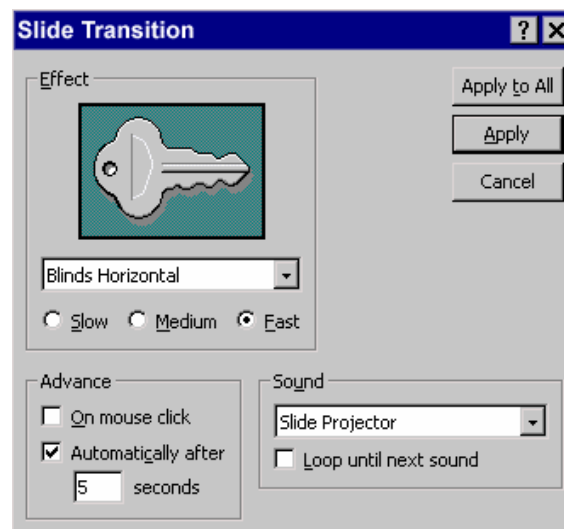 Slide Transition
Effect
Apply to All
Apply
Cancel
Blinds Horizontal
Slow Medium Fast
Advance
On mouse click
Automatically after
5 seconds
Sound
Slide Projector
Loop until next sound